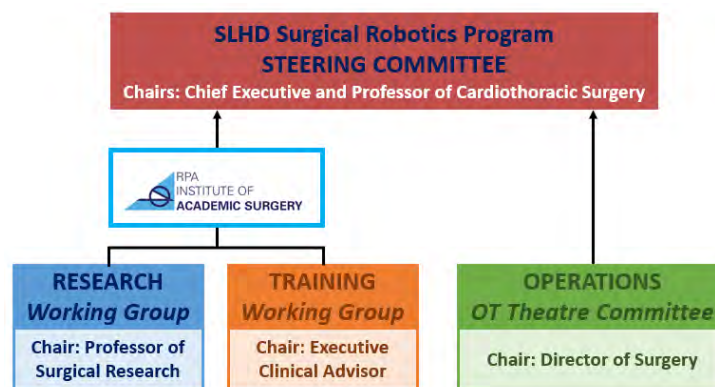 SLHD Surgical Robotics Program
STEERING COMMITTEE
Chairs: Chief Executive and Professor of Cardiothoracic Surgery
RPA
INSTITUTE OF
ACADEMIC SURGERY
RESEARCH
Working Group
Chair: Professor of
Surgical Research
TRAINING
Working Group
Chair: Executive
Clinical Advisor
OPERATIONS
OT Theatre Committee
Chair: Director of Surgery